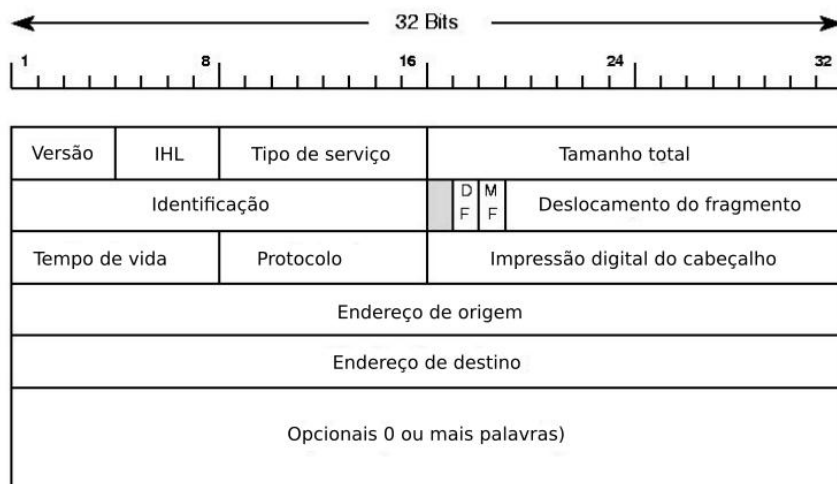 32 Bits
1 8 16 24 32
Versão IHL Tipo de serviço Tamanho total
Identificação D F M F Deslocamento do fragmento
Tempo de vida Protocolo Impressão digital do cabeçalho
Endereço de origem
Endereço de destino
Opcionais 0 ou mais palavras)